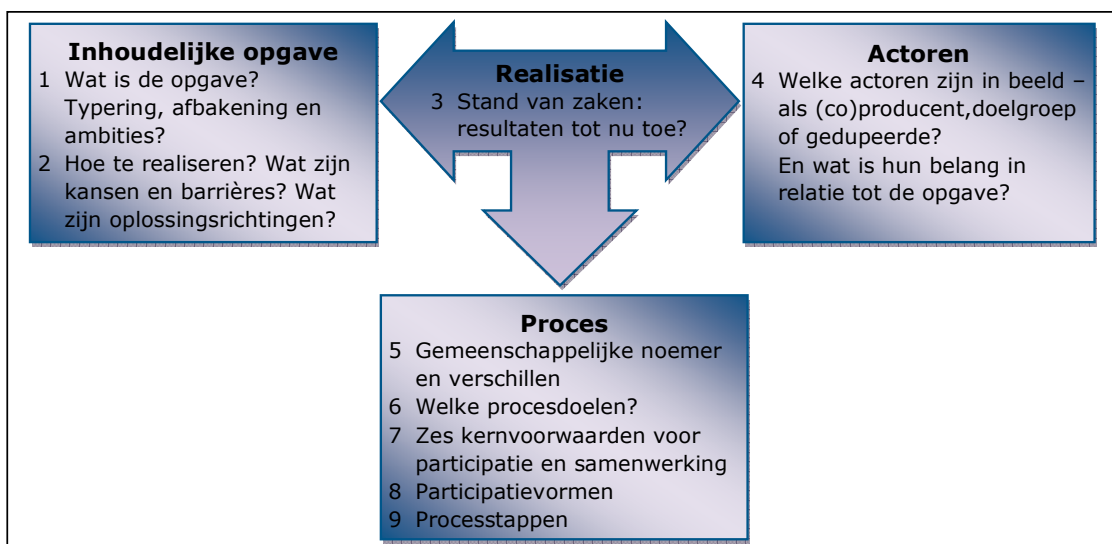 Inhoudelijke opgave
1 Wat is de opgave?
Typering, afbakening en
ambities?
2 Hoe te realiseren? Wat zijn
kansen en barrières? Wat
zijn oplossingsrichtingen?
Realisatie
3 Stand van zaken:
resultaten tot nu toe?
Actoren
4 Welke actoren zijn in beeld –
als (co)producent,doelgroep
of gedupeerde?
En wat is hun belang in
relatie tot de opgave?
Proces
5 Gemeenschappelijke noemer
en verschillen
6 Welke procesdoelen?
7 Zes kernvoorwaarden voor
participatie en samenwerking
8 Participatievormen
9 Processtappen